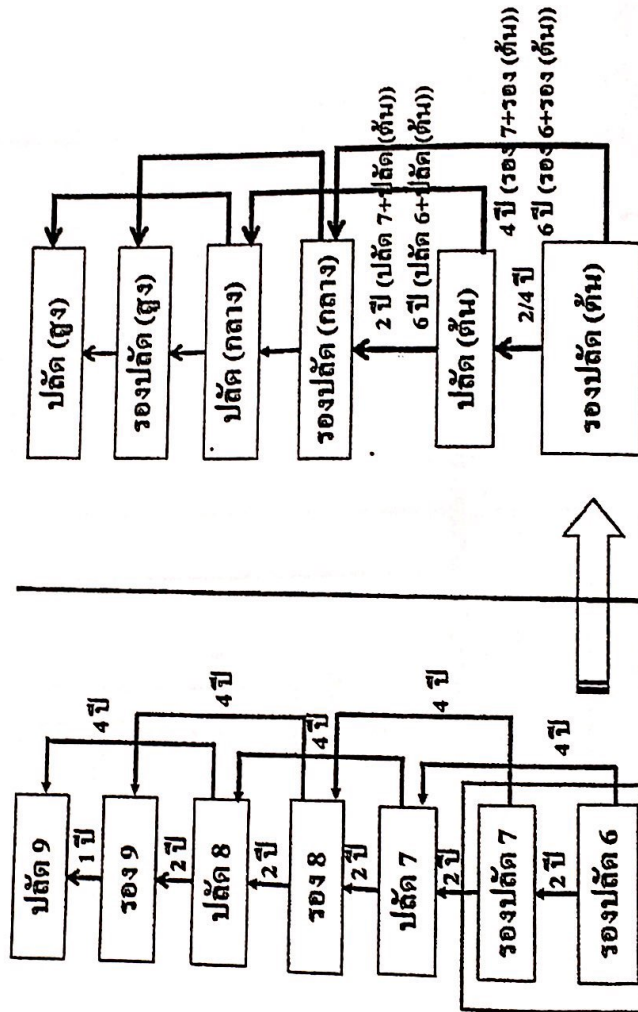 ปลัด 9
1 ปี
4 ปี
รอง 9
2 ปี
4 ปี
ปลัด 8
2 ปี
4 ปี
รอง 8
2 ปี
4 ปี
ปลัด 7
2 ปี
4 ปี
รองปลัด 7
2 ปี
รองปลัด 6
ปลัด (สูง)
รองปลัด (สูง)
ปลัด (กลาง)
รองปลัด (กลาง)
2 ปี (ปลัด 7+ปลัด (ต้น))
6 ปี (ปลัด 6+ปลัด (ต้น))
ปลัด (ต้น)
2/4 ปี
4 ปี (รอง 7+รอง (ต้น))
6 ปี (รอง 6+รอง (ต้น))
รองปลัด (ต้น)